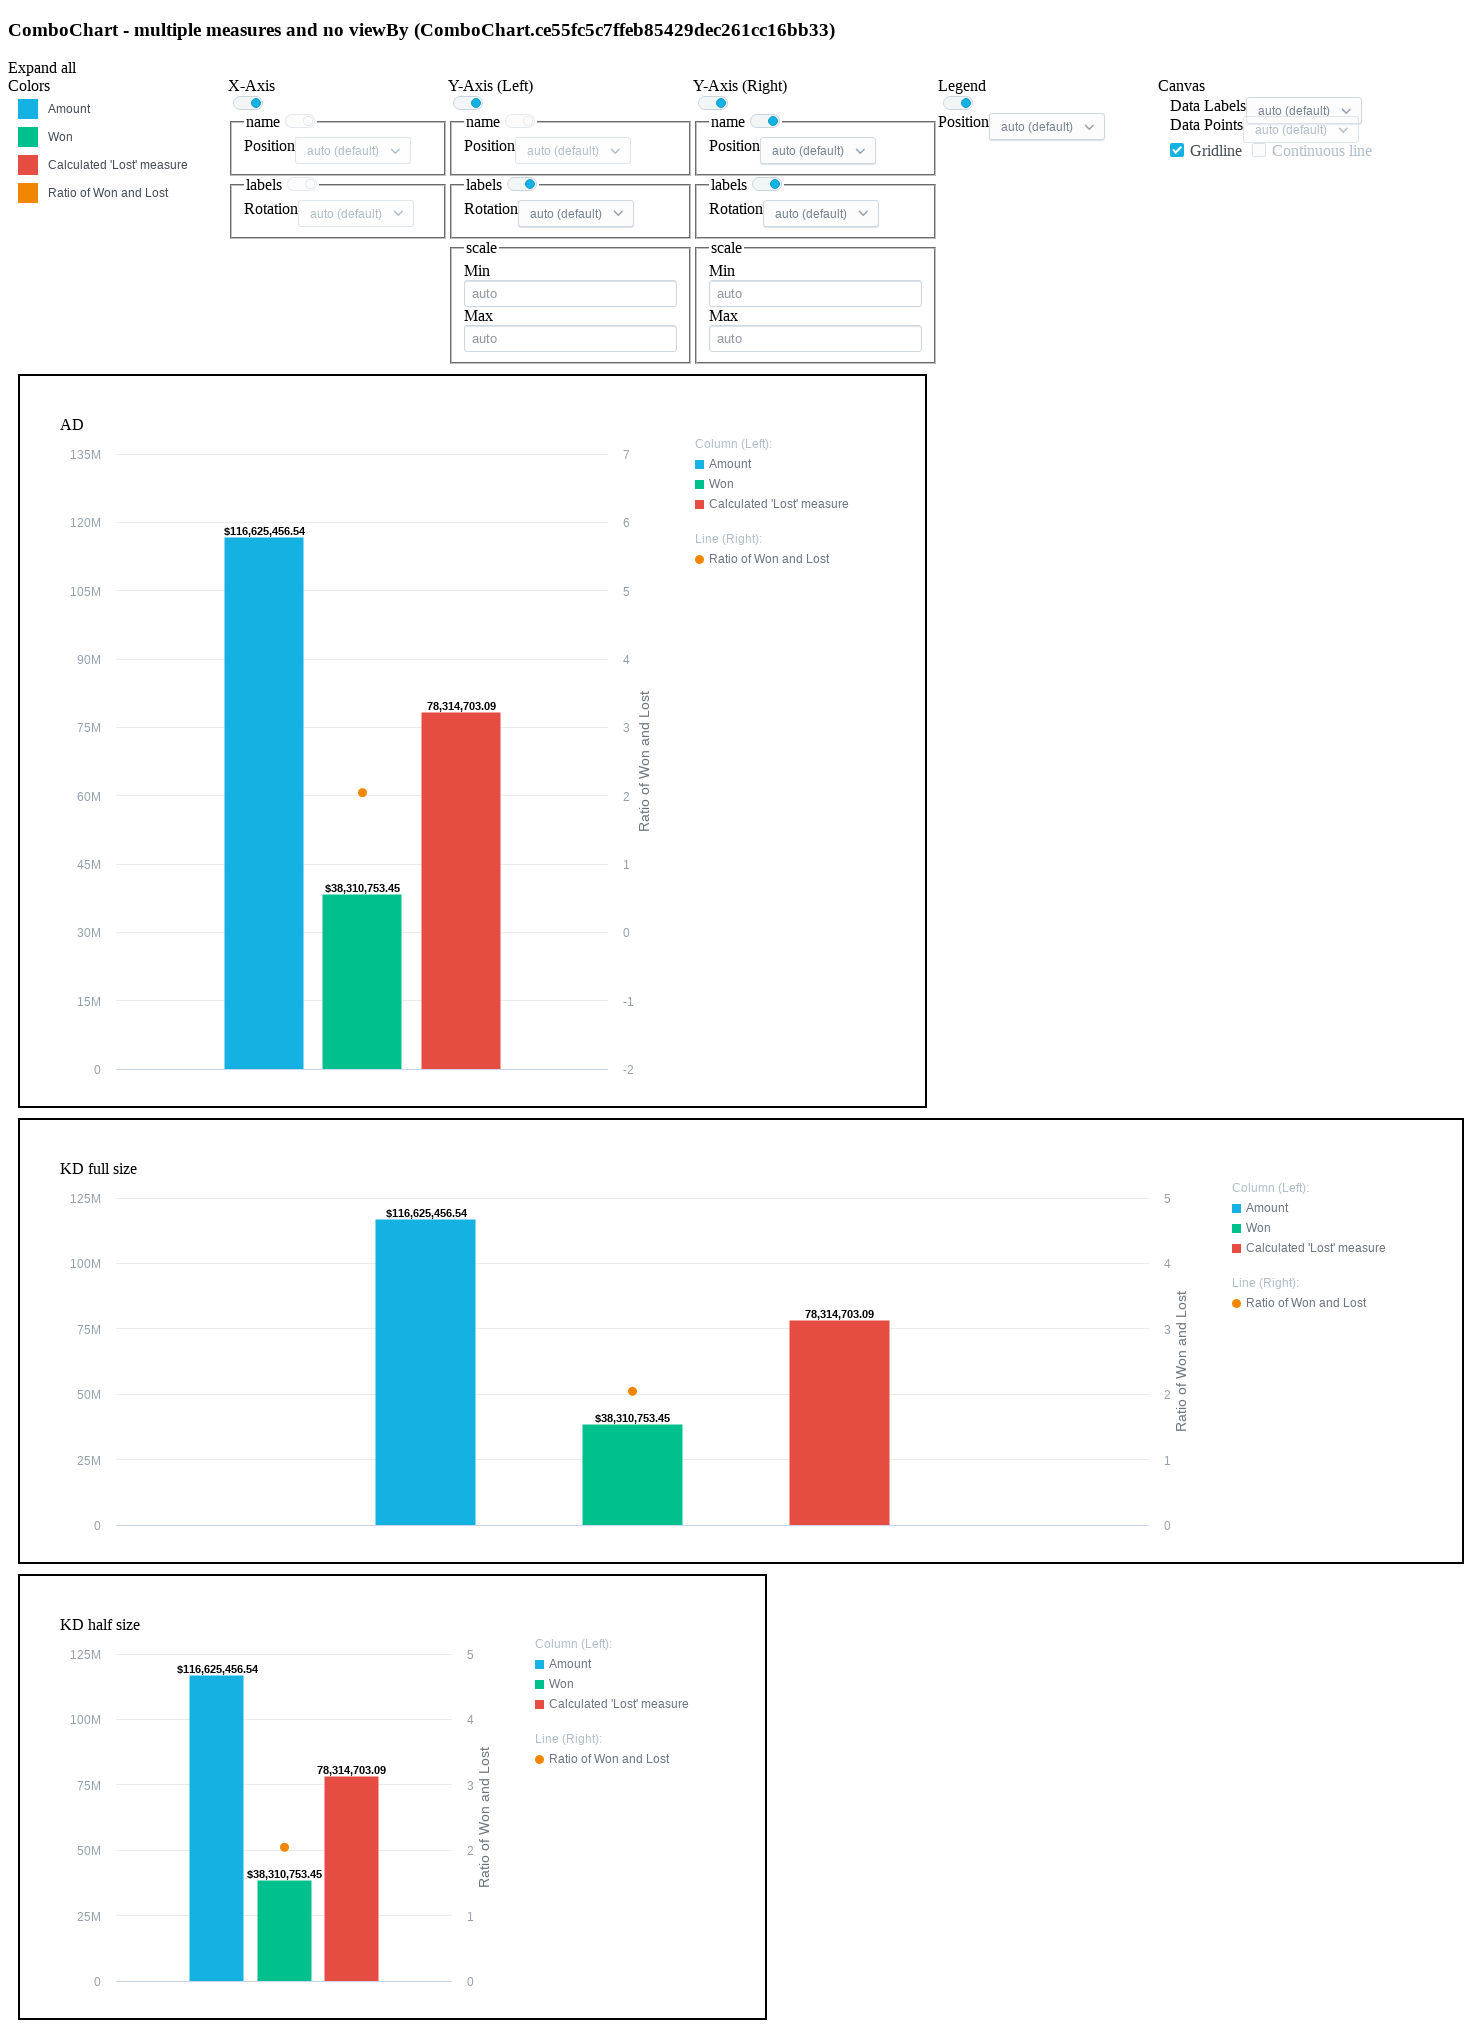 ComboChart - multiple measures and no viewBy (ComboChart.ce55fc5c7ffeb85429dec261cc16bb33)
Expand all
Colors
Amount
Won
Calculated 'Lost' measure
Ratio of Won and Lost
X-Axis
name
Position auto (default)
labels
Rotation auto (default)
Y-Axis (Left)
name
Position auto (default)
labels
Rotation auto (default)
scale
Min
auto
Max
auto
Y-Axis (Right)
name
Position auto (default)
labels
Rotation auto (default)
scale
Min
auto
Max
auto
Legend
Position auto (default)
Canvas
Data Labels auto (default)
Data Points auto (default)
Gridline Continuous line
AD
135M
120M
105M
90M
75M
60M
45M
30M
15M
0
$116,625,456.54
$38,310,753.45
78,314,703.09
7
6
5
4
3
2
1
0
-1
-2
Ratio of Won and Lost
Column (Left):
Amount
Won
Calculated 'Lost' measure
Line (Right):
Ratio of Won and Lost
KD full size
125M
100M
75M
50M
25M
0
$116,625,456.54
$38,310,753.45
78,314,703.09
5
4
3
2
1
0
Ratio of Won and Lost
Column (Left):
Amount
Won
Calculated 'Lost' measure
Line (Right):
Ratio of Won and Lost
KD half size
125M
100M
75M
50M
25M
0
$116,625,456.54
$38,310,753.45
78,314,703.09
5
4
3
2
1
0
Ratio of Won and Lost
Column (Left):
Amount
Won
Calculated 'Lost' measure
Line (Right):
Ratio of Won and Lost